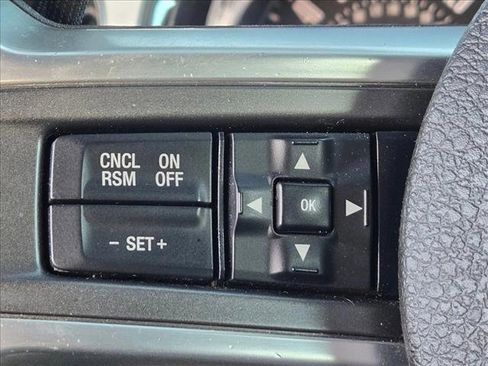 CNCL ON
RSM OFF
- SET +
OK